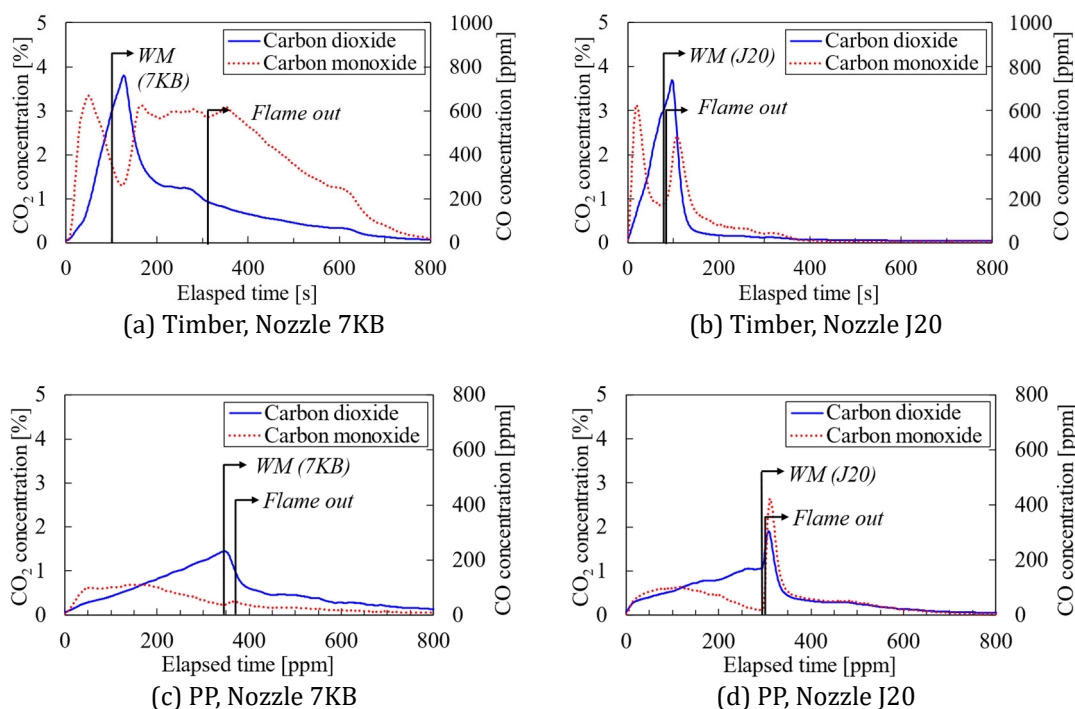 CO2 concentration [%]
5
4
3
2
1
0
Carbon dioxide
Carbon monoxide
WM
(7KB)
Flame out
1000
800
600
400
200
0
CO concentration [ppm]
0 200 400 600 800
Elasped time [s]
(a) Timber, Nozzle 7KB
CO2 concentration [%]
5
4
3
2
1
0
Carbon dioxide
Carbon monoxide
WM (J20)
Flame out
1000
800
600
400
200
0
CO concentration [ppm]
0 200 400 600 800
Elasped time [s]
(b) Timber, Nozzle J20
CO2 concentration [%]
5
4
3
2
1
0
Carbon dioxide
Carbon monoxide
WM (7KB)
Flame out
800
600
400
200
0
CO concentration [ppm]
0 200 400 600 800
Elapsed time [ppm]
(c) PP, Nozzle 7KB
CO2 concentration [%]
5
4
3
2
1
0
Carbon dioxide
Carbon monoxide
WM (J20)
Flame out
800
600
400
200
0
CO concentration [ppm]
0 200 400 600 800
Elapsed time [ppm]
(d) PP, Nozzle J20